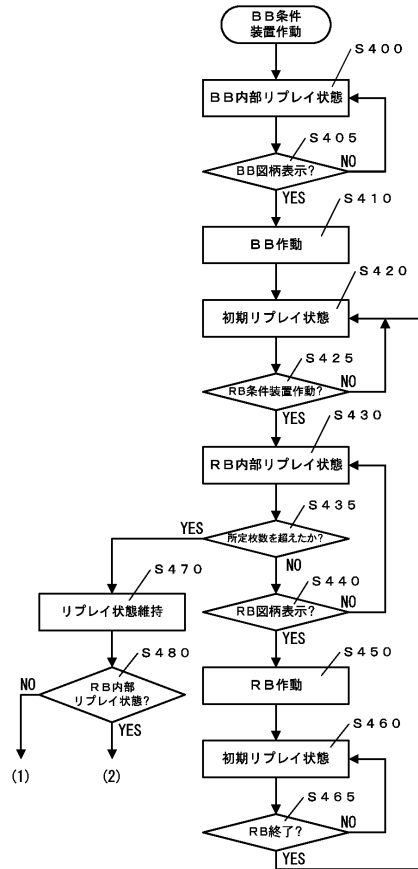 ＢＢ条件
装置作動
Ｓ４００
ＢＢ内部リプレイ状態
Ｓ４０５
ＢＢ図柄表示？
NO
YES
Ｓ４１０
ＢＢ作動
Ｓ４２０
初期リプレイ状態
Ｓ４２５
RB条件装置作動？
NO
YES
Ｓ４３０
ＲＢ内部リプレイ状態
Ｓ４３５
所定枚数を超えたか？
YES
NO
Ｓ４７０
リプレイ状態維持
Ｓ４４０
RB図柄表示？
NO
YES
Ｓ４８０
ＲＢ内部
リプレイ状態？
NO
YES
(1)
(2)
Ｓ４５０
ＲＢ作動
Ｓ４６０
初期リプレイ状態
Ｓ４６５
RB終了？
NO
YES